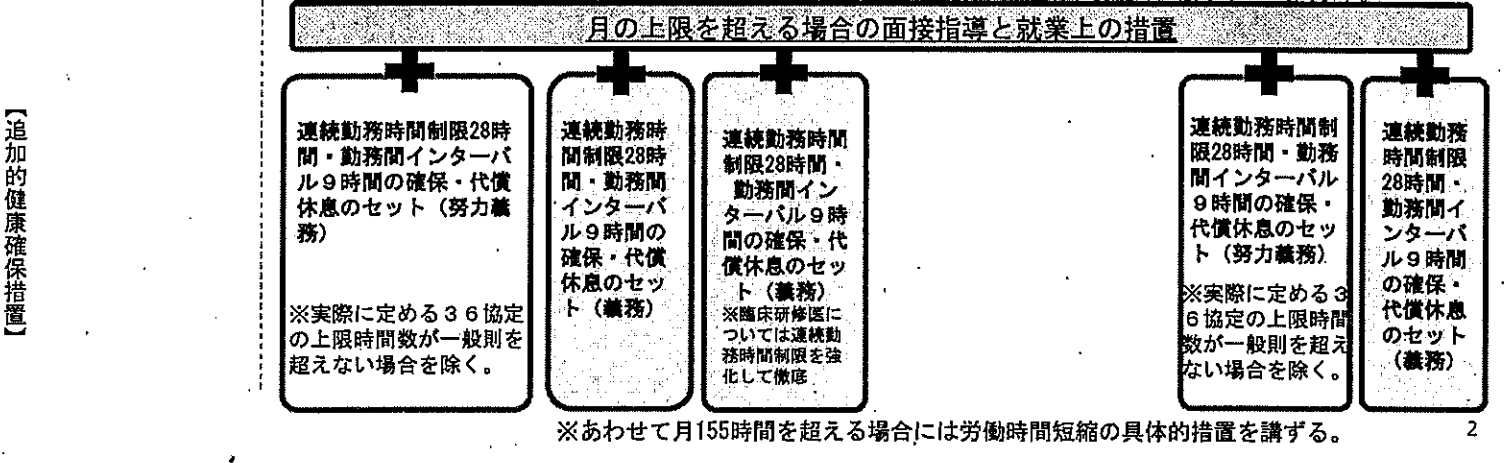 月の上限を超える場合の面接指導と就業上の措置
【追加的健康確保措置】
連続勤務時間制限28時
間・勤務間インターバ
ル9時間の確保・代償
休息のセット(努力義
務)
※実際に定める36協定
の上限時間数が一般則を
超えない場合を除く。
連続勤務時
間制限28時
間・勤務間
インターバ
ル9時間の
確保・代償
休息のセッ
ト(義務)
連続勤務時間
制限28時間・
勤務間イン
ターバル9時
間の確保・代
償休息のセッ
ト(義務)
※臨床研修医に
ついては連続勤
務時間制限を強
化して徹底
連続勤務時間制
限28時間・勤務
間インターバル
9時間の確保・
代償休息のセッ
ト(努力義務)
※実際に定める3
6協定の上限時間
数が一般則を超え
ない場合を除く。
連続勤務
時間制限
28時間・
勤務間イ
ンターバ
ル9時間
の確保・
代償休息
のセット
(義務)
※あわせて月155時間を超える場合には労働時間短縮の具体的措置を講ずる。
2